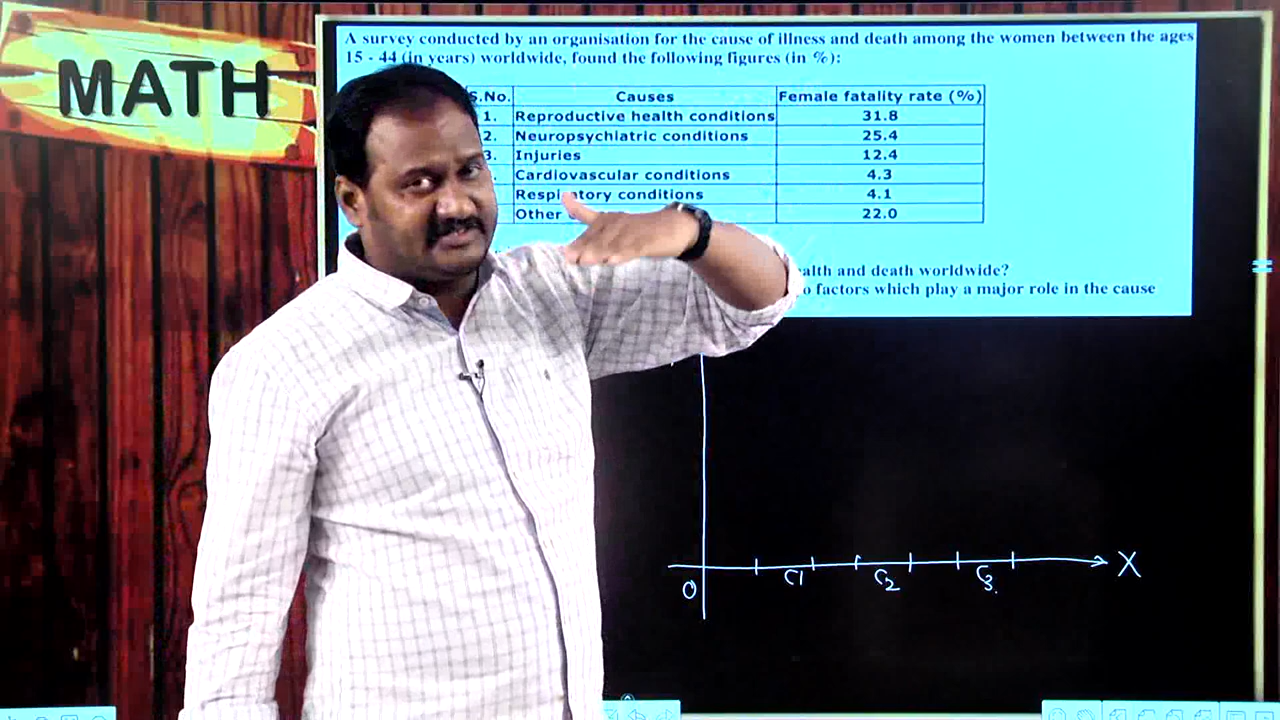 MATH
A survey conducted by an organisation for the cause of illness and death among the women between the ages
15 - 44 (in years) worldwide, found the following figures (in %):
S.No. Causes Female fatality rate (%)
1. Reproductive health conditions 31.8
2. Neuropsychiatric conditions 25.4
3. Injuries 12.4
Cardiovascular conditions 4.3
Respiratory conditions 4.1
Other 22.0
and death worldwide?
factors which play a major role in the cause
O C1 C2 C3. X